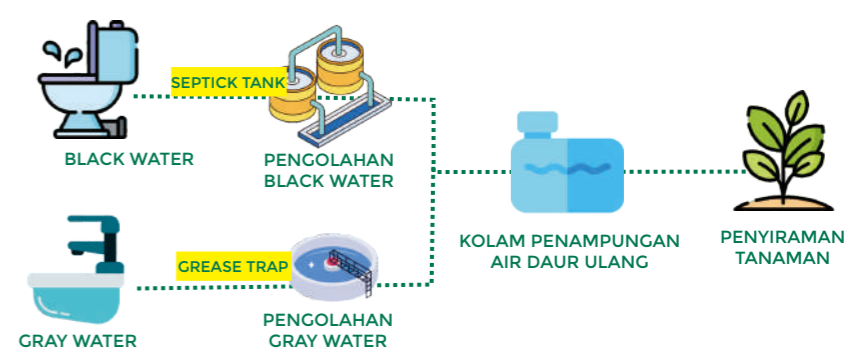 SEPTICK TANK
BLACK WATER
PENGOLAHAN
BLACK WATER
GREASE TRAP
GRAY WATER
PENGOLAHAN
GRAY WATER
KOLAM PENAMPUNGAN
AIR DAUR ULANG
PENYIRAMAN
TANAMAN